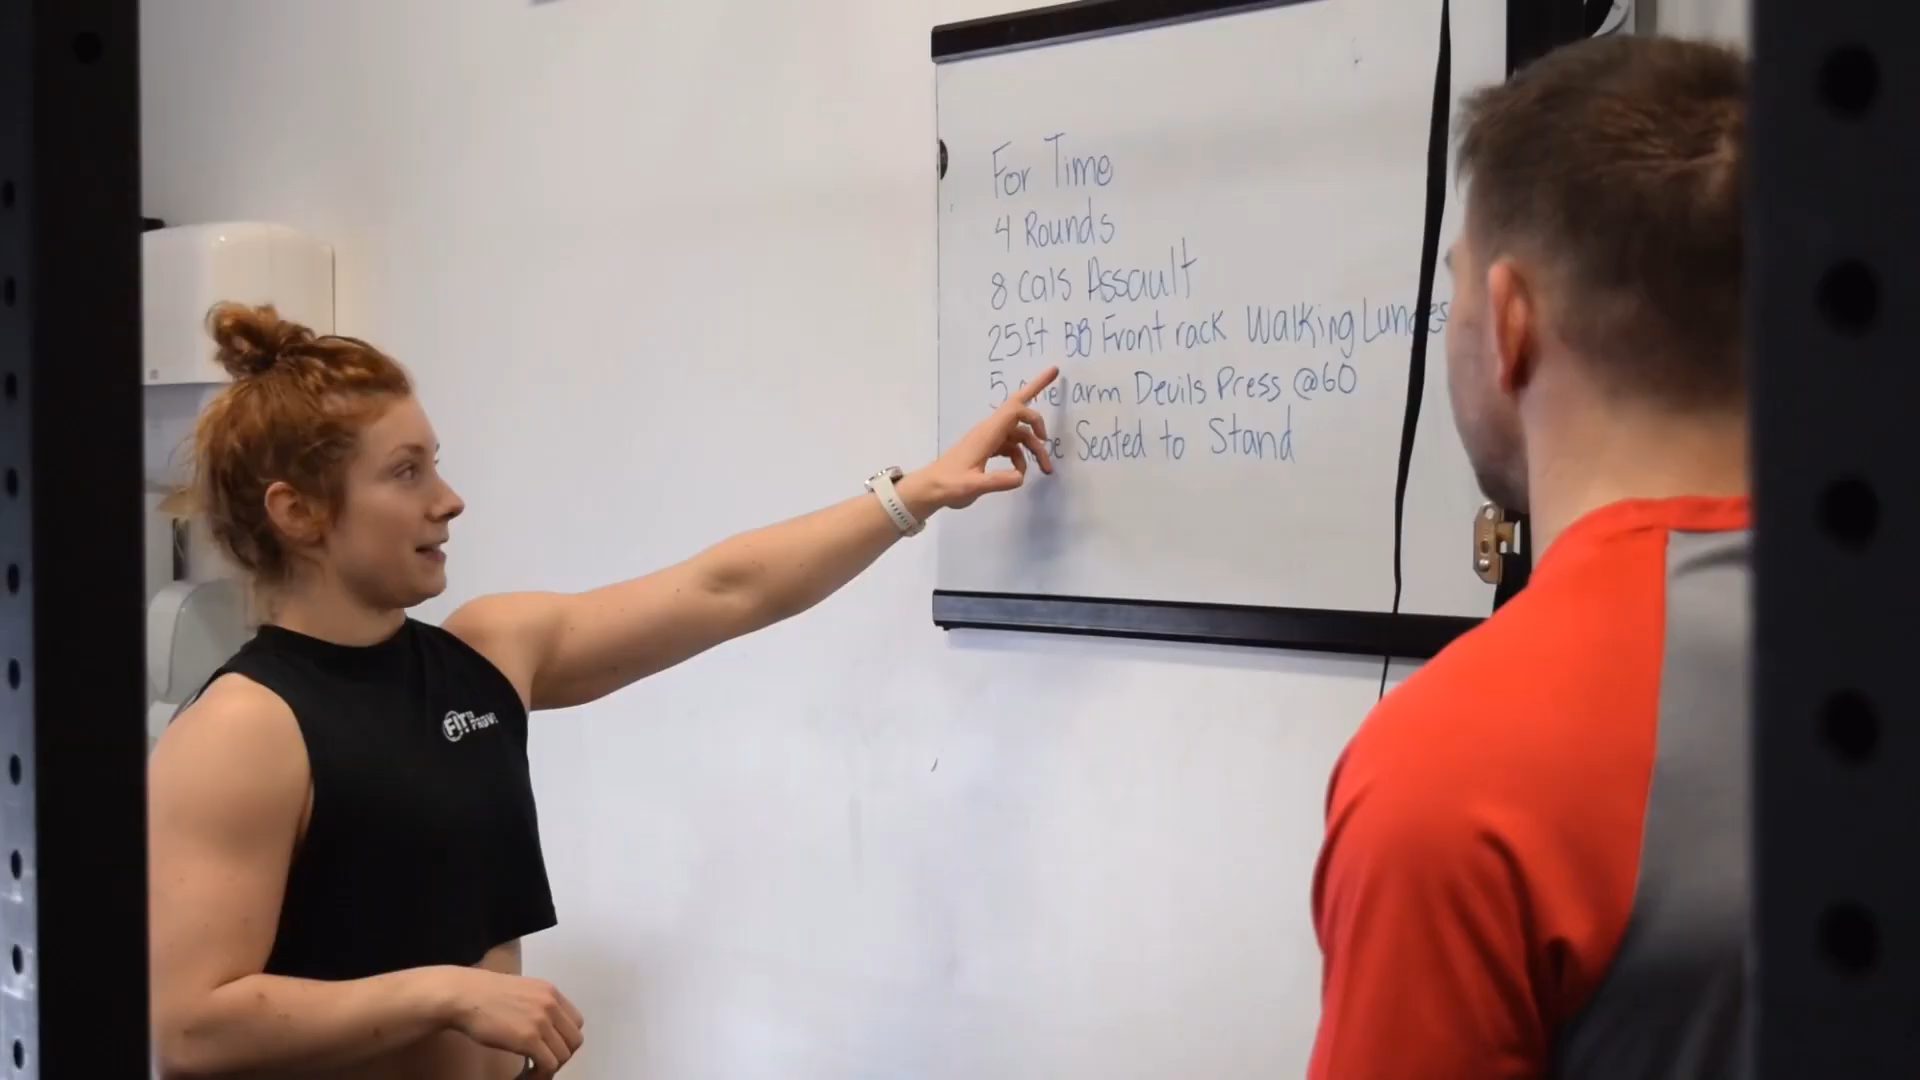 For Time
4 Rounds
8 cals Assault
25ft BB Front rack Walking Lunges
5 arm Devils Press @60
Seated to Stand
FIT